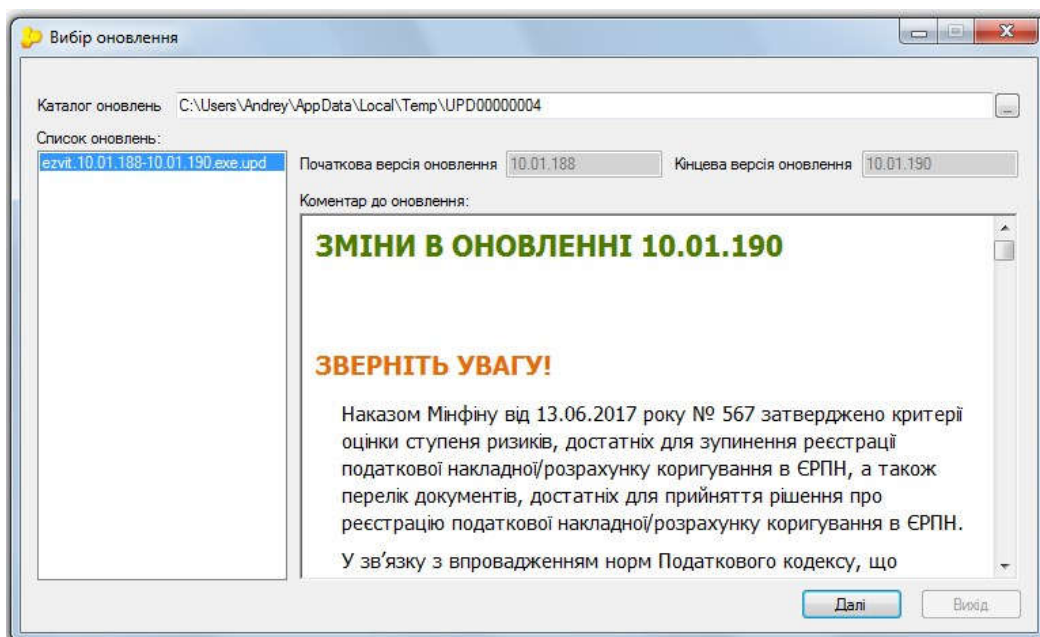 Вибір оновлення
Каталог оновлень C:\Users\Andrey\AppData\Local\Temp\UPD00000004 ...
Список оновлень:
ezvit.10.01.188-10.01.190.exe.upd
Початкова версія оновлення 10.01.188 Кінцева версія оновлення 10.01.190
Коментар до оновлення:
ЗМІНИ В ОНОВЛЕННІ 10.01.190
ЗВЕРНІТЬ УВАГУ!
Наказом Мінфіну від 13.06.2017 року № 567 затверджено критерії
оцінки ступеня ризиків, достатніх для зупинення реєстрації
податкової накладної/розрахунку коригування в ЄРПН, а також
перелік документів, достатніх для прийняття рішення про
реєстрацію податкової накладної/розрахунку коригування в ЄРПН.
У зв’язку з впровадженням норм Податкового кодексу, що
Далі Вихід